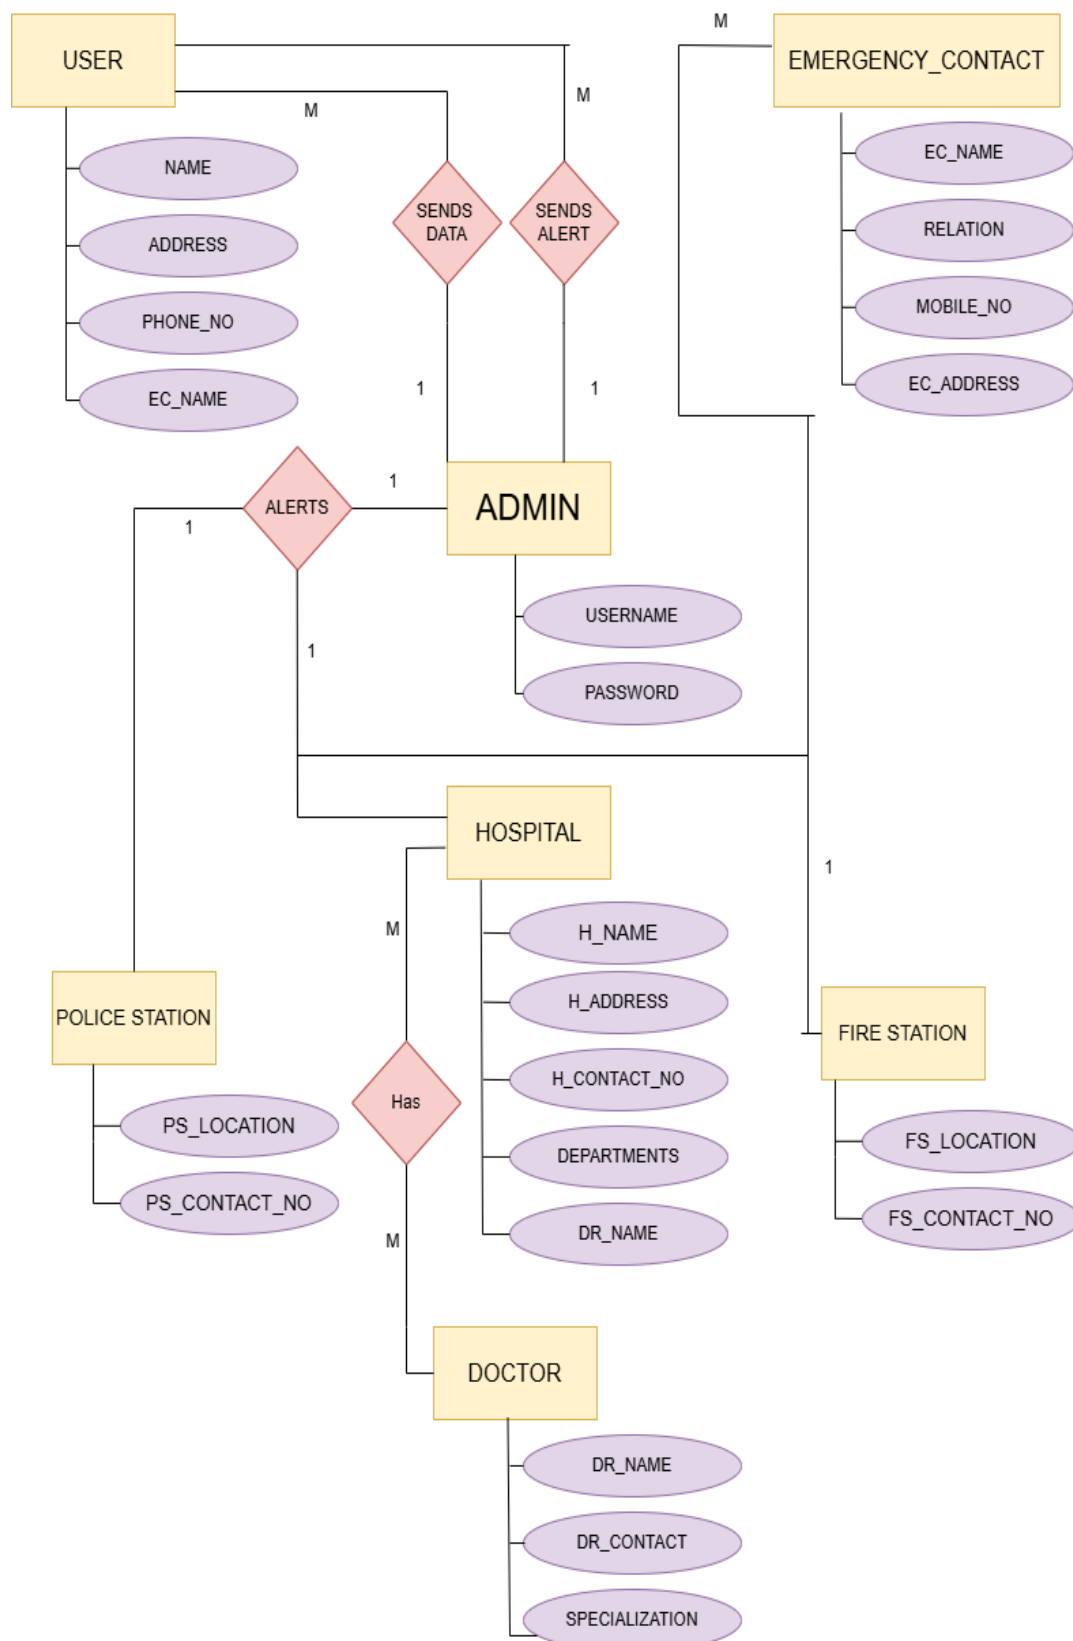 USER
M
EMERGENCY_CONTACT
M
M
NAME
ADDRESS
PHONE_NO
EC_NAME
SENDS
DATA
SENDS
ALERT
EC_NAME
RELATION
MOBILE_NO
EC_ADDRESS
1
1
ALERTS
1
1
ADMIN
USERNAME
PASSWORD
1
HOSPITAL
1
M
H_NAME
H_ADDRESS
H_CONTACT_NO
DEPARTMENTS
DR_NAME
POLICE STATION
PS_LOCATION
PS_CONTACT_NO
Has
FIRE STATION
FS_LOCATION
FS_CONTACT_NO
M
DOCTOR
DR_NAME
DR_CONTACT
SPECIALIZATION